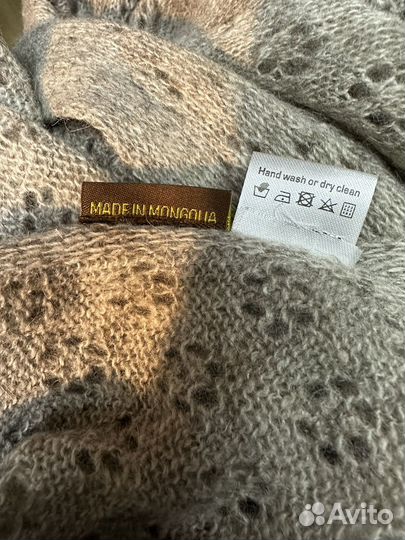 Hand wash or dry clean
MADE IN MONGOLIA
Avito